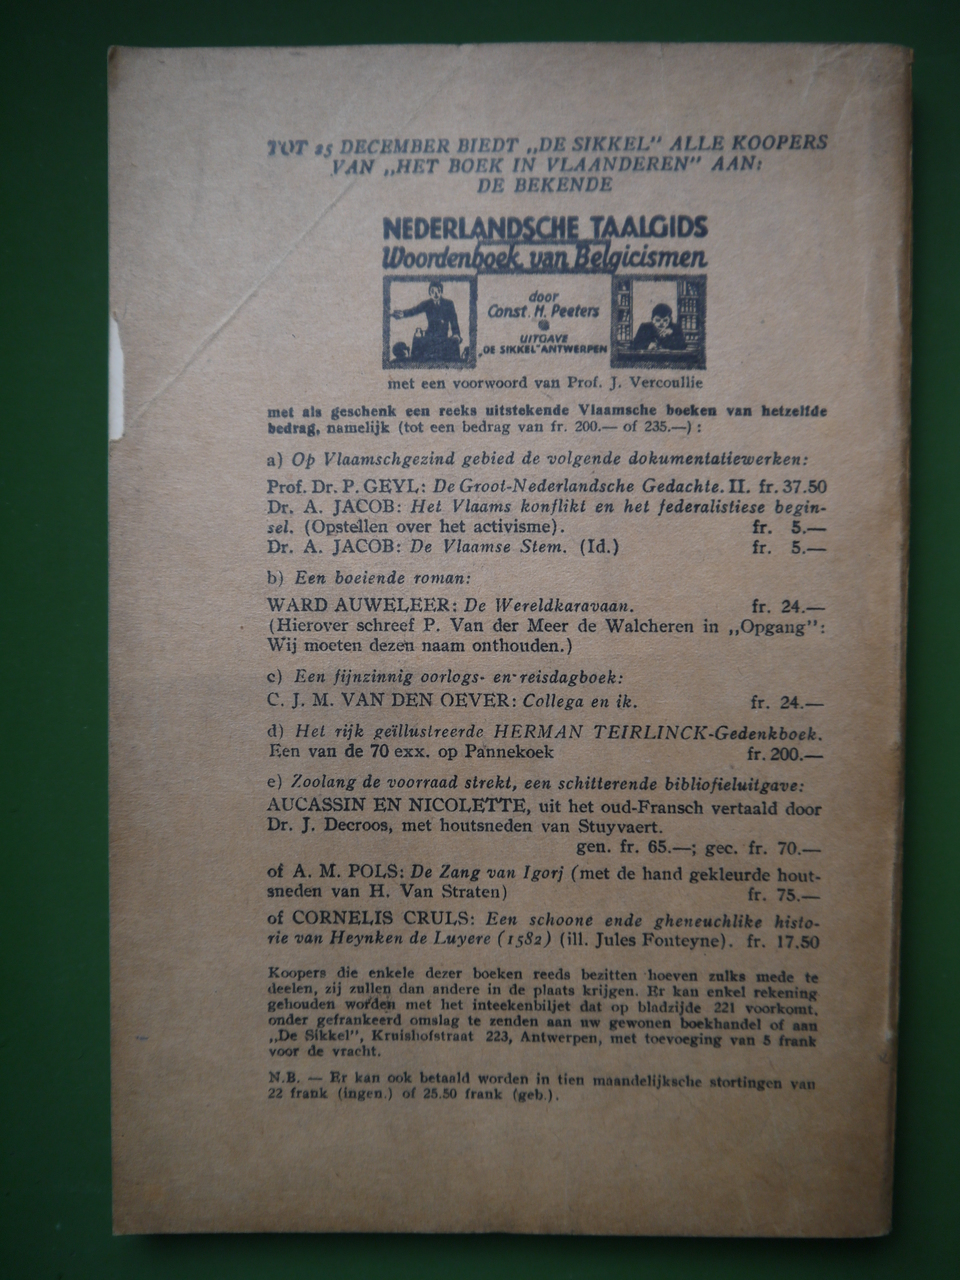 TOT 25 DECEMBER BIEDT „DE SIKKEL” ALLE KOOPERS
VAN „HET BOEK IN VLAANDEREN” AAN:
DE BEKENDE
NEDERLANDSCHE TAALGIDS
Woordenboek van Belgicismen
door
Const. H. Peeters
UITGAVE
„DE SIKKEL” ANTWERPEN
met een voorwoord van Prof. J. Vercoullie
met als geschenk een reeks uitstekende Vlaamsche boeken van hetzelfde
bedrag, namelijk (tot een bedrag van fr. 200.— of 235.—) :
a) Op Vlaamschgezind gebied de volgende dokumentatiewerken:
Prof. Dr. P. GEYL: De Groot-Nederlandsche Gedachte. II. fr. 37.50
Dr. A. JACOB: Het Vlaams konflikt en het federalistiese begin-
sel. (Opstellen over het activisme). fr. 5.—
Dr. A. JACOB: De Vlaamse Stem. (Id.) fr. 5.—
b) Een boeiende roman:
WARD AUWELEER: De Wereldkaravaan. fr. 24.—
(Hierover schreef P. Van der Meer de Walcheren in „Opgang”:
Wij moeten dezen naam onthouden.)
c) Een fijnzinnig oorlogs- en reisdagboek:
C. J. M. VAN DEN OEVER: Collega en ik. fr. 24.—
d) Het rijk geïllustreerde HERMAN TEIRLINCK-Gedenkboek.
Een van de 70 exx. op Pannekoek fr. 200.—
e) Zoolang de voorraad strekt, een schitterende bibliofieluitgave:
AUCASSIN EN NICOLETTE, uit het oud-Fransch vertaald door
Dr. J. Decroos, met houtsneden van Stuyvaert.
gen. fr. 65.—; gec. fr. 70.—
of A. M. POLS: De Zang van Igorj (met de hand gekleurde hout-
sneden van H. Van Straten) fr. 75.—
of CORNELIS CRULS: Een schoone ende gheneuchlike histo-
rie van Heynken de Luyere (1582) (ill. Jules Fonteyne). fr. 17.50
Koopers die enkele dezer boeken reeds bezitten hoeven zulks mede te
deelen, zij zullen dan andere in de plaats krijgen. Er kan enkel rekening
gehouden worden met het inteekenbiljet dat op bladzijde 221 voorkomt,
onder gefrankeerd omslag te zenden aan uw gewonen boekhandel of aan
„De Sikkel”, Kruishofstraat 223, Antwerpen, met toevoeging van 5 frank
voor de vracht.
N.B. — Er kan ook betaald worden in tien maandelijksche stortingen van
22 frank (ingen.) of 25.50 frank (geb.).